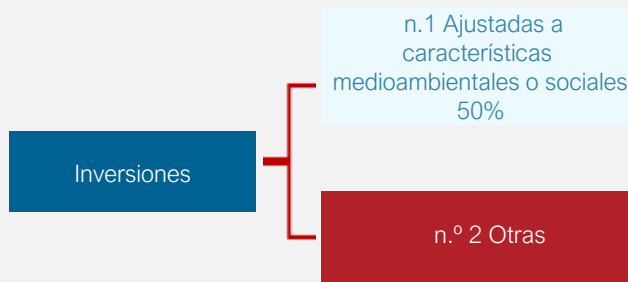 n.1 Ajustadas a
características
medioambientales o sociales
50%
Inversiones
n.º 2 Otras